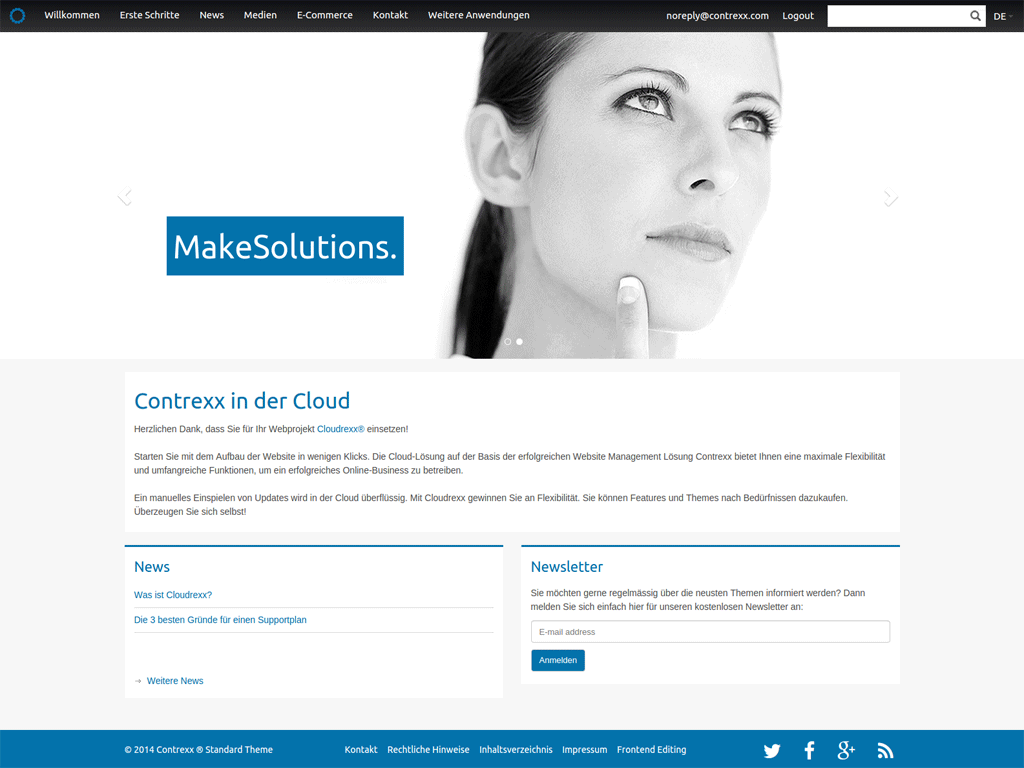 Willkommen Erste Schritte News Medien E-Commerce Kontakt Weitere Anwendungen noreply@contrexx.com Logout DE
MakeSolutions.
Contrexx in der Cloud
Herzlichen Dank, dass Sie für Ihr Webprojekt Cloudrexx® einsetzen!
Starten Sie mit dem Aufbau der Website in wenigen Klicks. Die Cloud-Lösung auf der Basis der erfolgreichen Website Management Lösung Contrexx bietet Ihnen eine maximale Flexibilität
und umfangreiche Funktionen, um ein erfolgreiches Online-Business zu betreiben.
Ein manuelles Einspielen von Updates wird in der Cloud überflüssig. Mit Cloudrexx gewinnen Sie an Flexibilität. Sie können Features und Themes nach Bedürfnissen dazukaufen.
Überzeugen Sie sich selbst!
News
Was ist Cloudrexx?
Die 3 besten Gründe für einen Supportplan
Weitere News
Newsletter
Sie möchten gerne regelmässig über die neusten Themen informiert werden? Dann
melden Sie sich einfach hier für unseren kostenlosen Newsletter an:
E-mail address
Anmelden
© 2014 Contrexx ® Standard Theme Kontakt Rechtliche Hinweise Inhaltsverzeichnis Impressum Frontend Editing